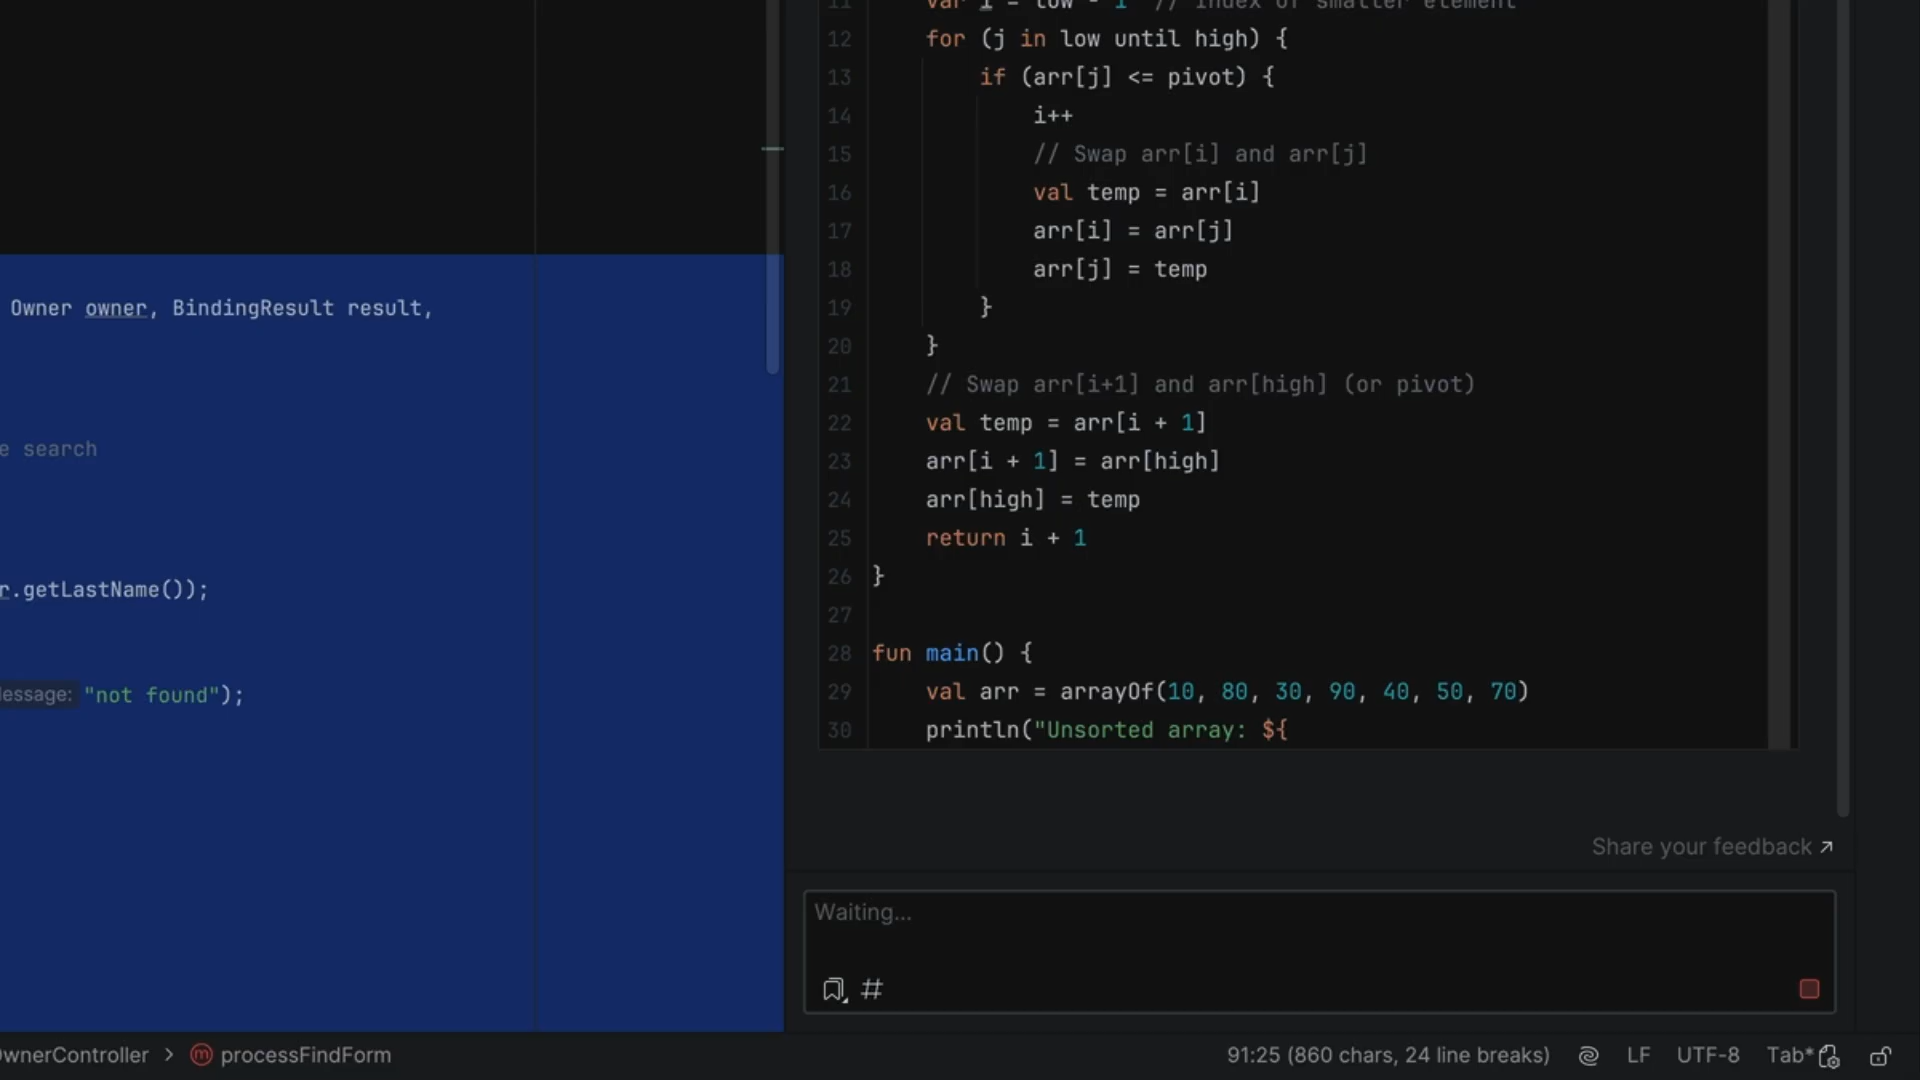 Owner owner, BindingResult result,
e search
r.getLastName());
essage: "not found");
11 var i = low - 1 // Index of smaller element
12 for (j in low until high) {
13 if (arr[j] <= pivot) {
14 i++
15 // Swap arr[i] and arr[j]
16 val temp = arr[i]
17 arr[i] = arr[j]
18 arr[j] = temp
19 }
20 }
21 // Swap arr[i+1] and arr[high] (or pivot)
22 val temp = arr[i + 1]
23 arr[i + 1] = arr[high]
24 arr[high] = temp
25 return i + 1
26 }
27
28 fun main() {
29 val arr = arrayOf(10, 80, 30, 90, 40, 50, 70)
30 println("Unsorted array: ${
Share your feedback ↗
Waiting...
#
wnerController > m processFindForm
91:25 (860 chars, 24 line breaks) LF UTF-8 Tab*